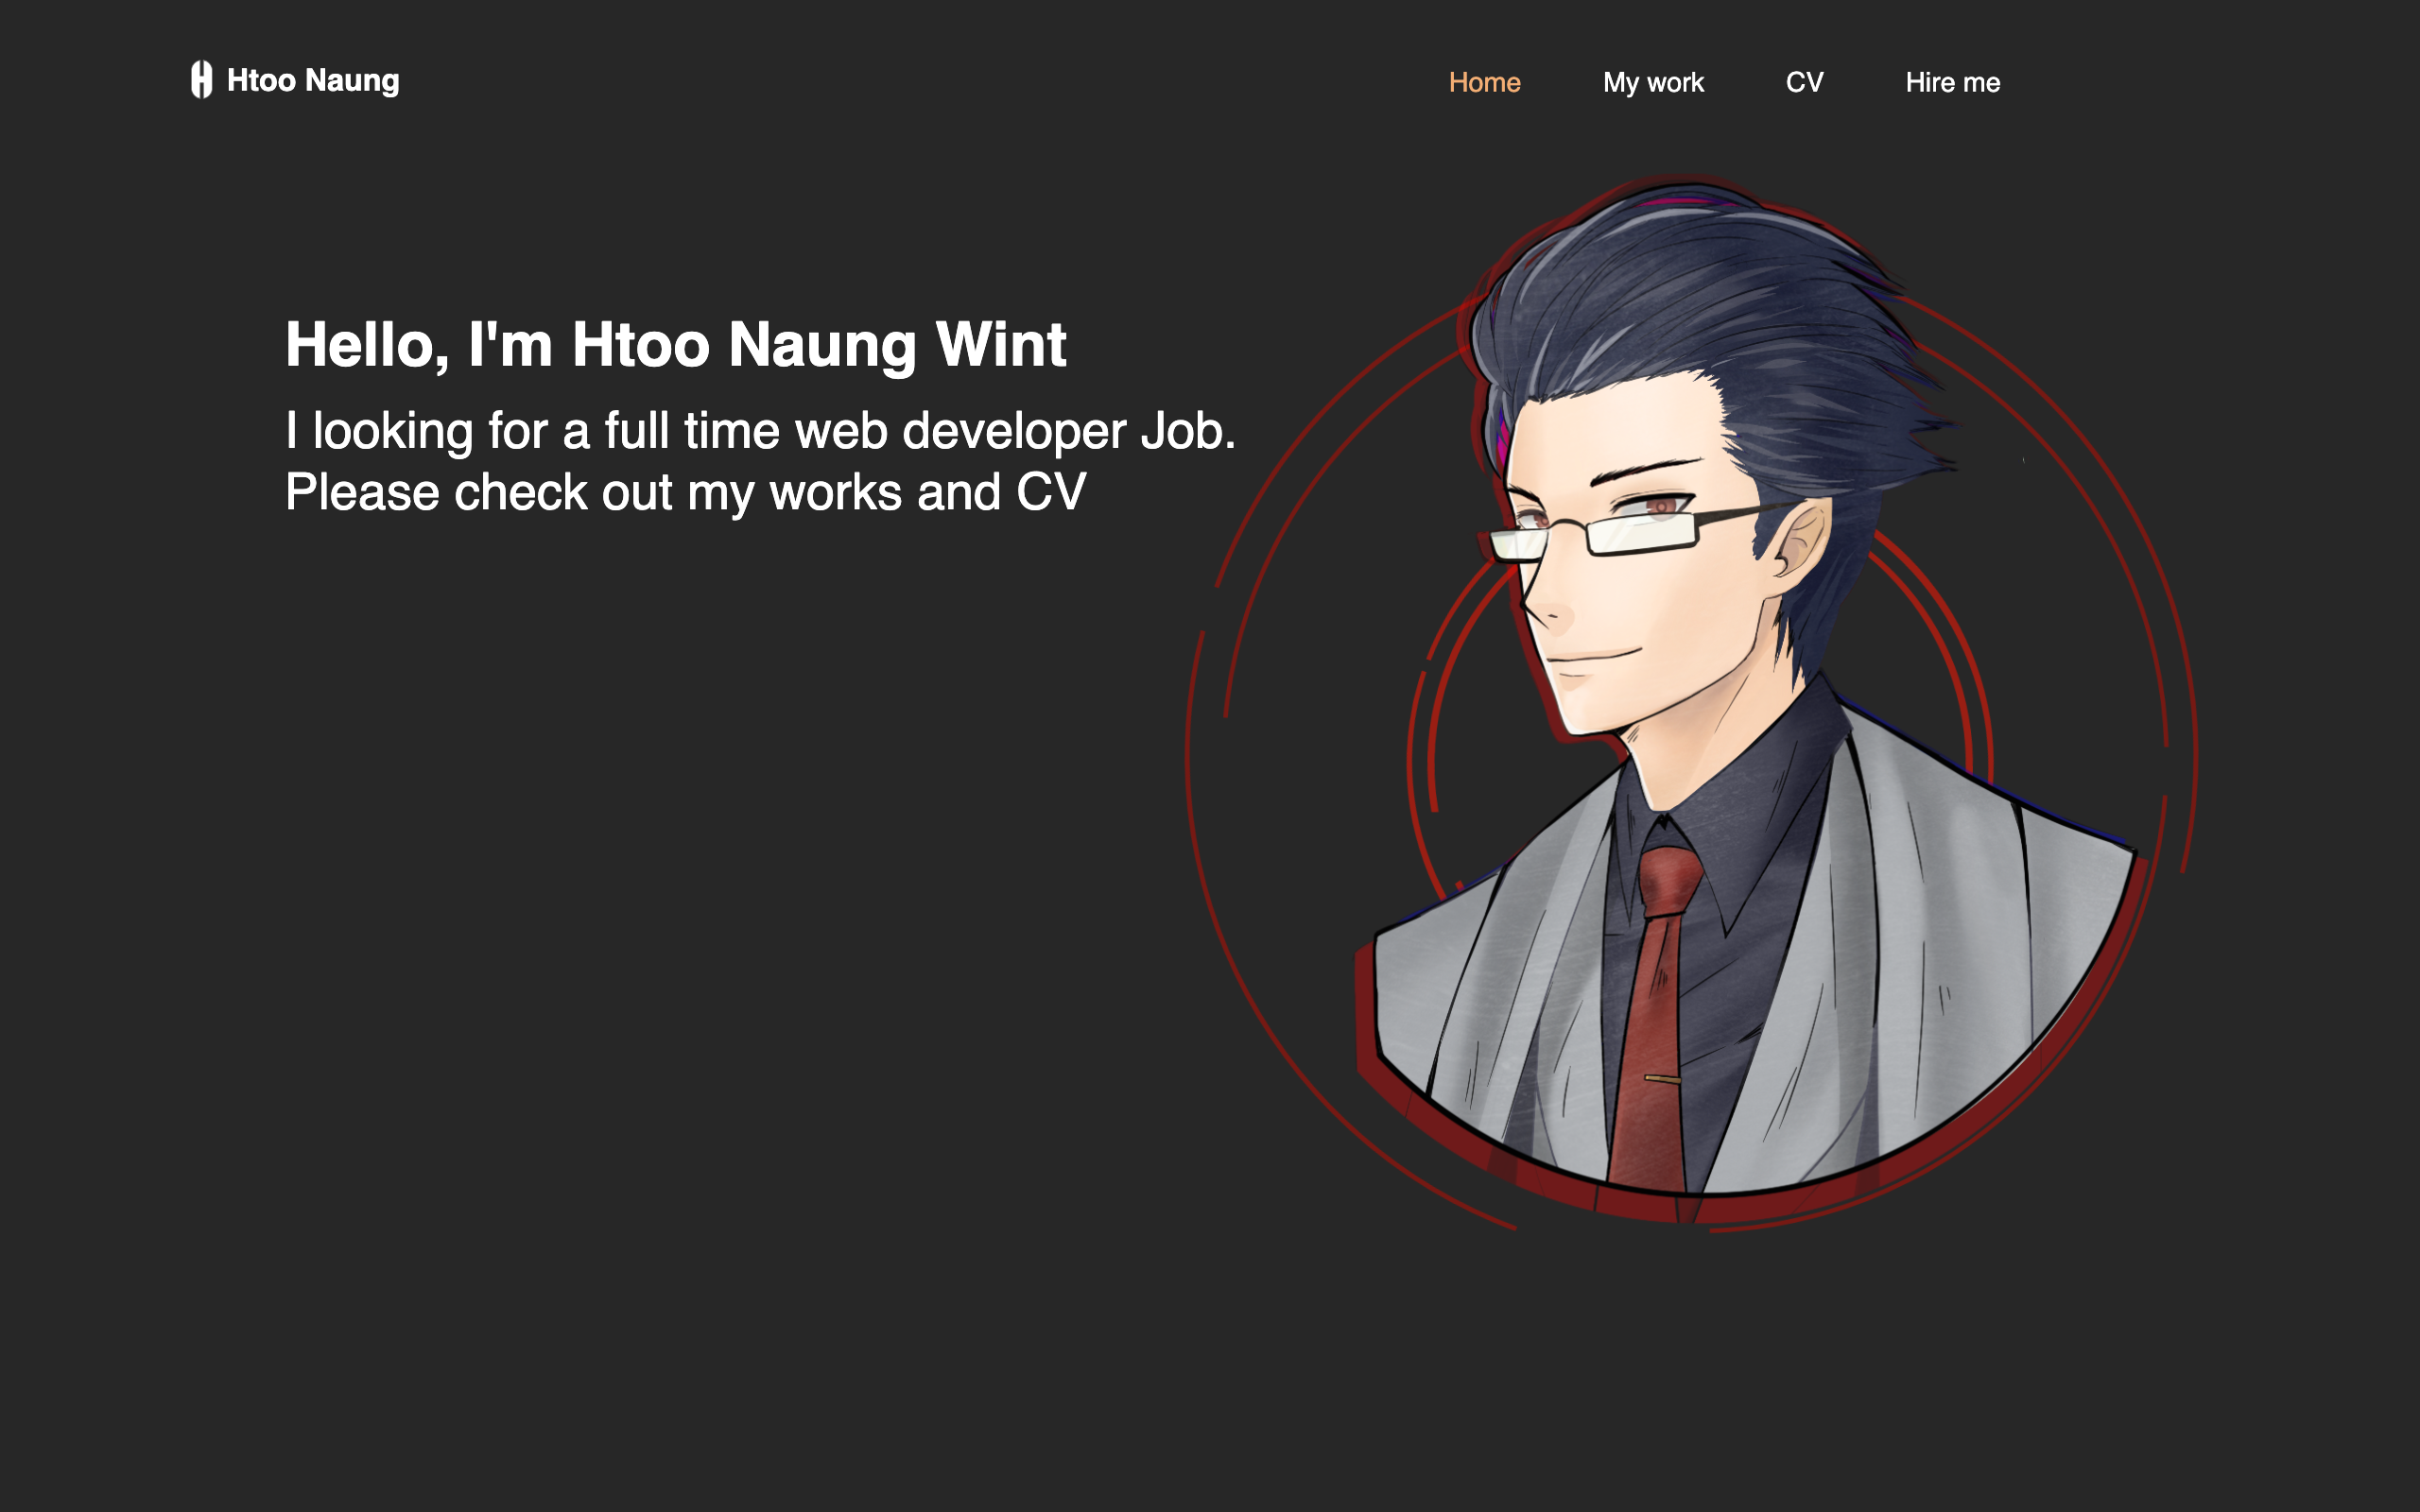 Htoo Naung
Home My work CV Hire me
Hello, I'm Htoo Naung Wint
I looking for a full time web developer Job.
Please check out my works and CV